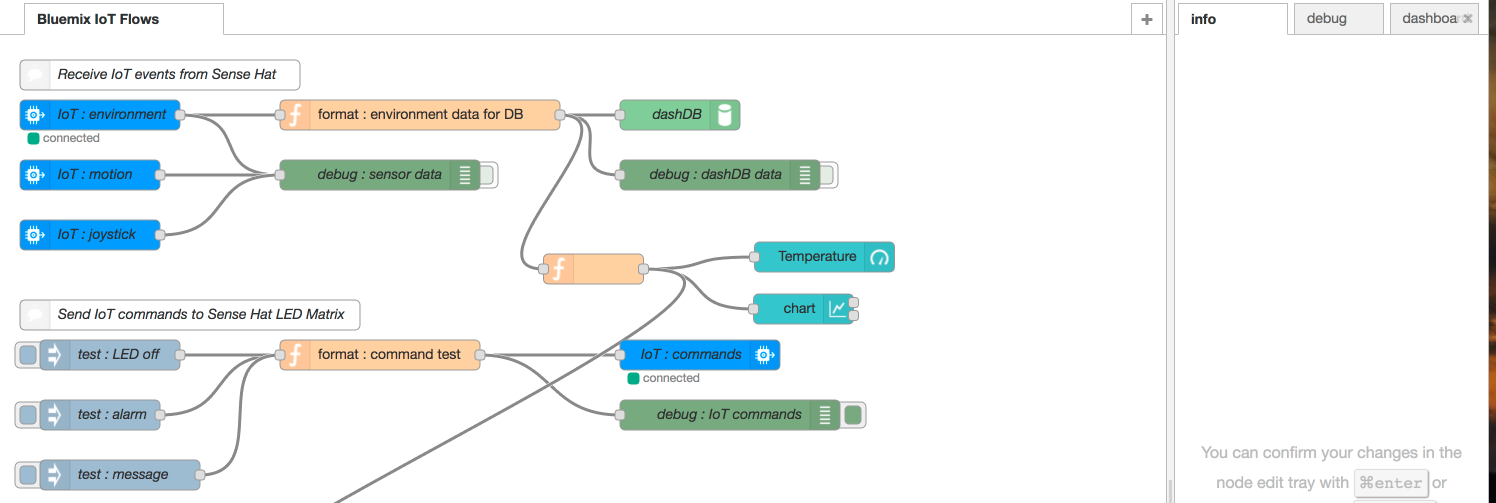 Bluemix IoT Flows
+
info
debug
dashboar
Receive IoT events from Sense Hat
IoT : environment
format : environment data for DB
dashDB
connected
IoT : motion
debug : sensor data
debug : dashDB data
IoT : joystick
Temperature
chart
Send IoT commands to Sense Hat LED Matrix
test : LED off
format : command test
IoT : commands
connected
test : alarm
debug : IoT commands
test : message
You can confirm your changes in the
node edit tray with ⌘enter or